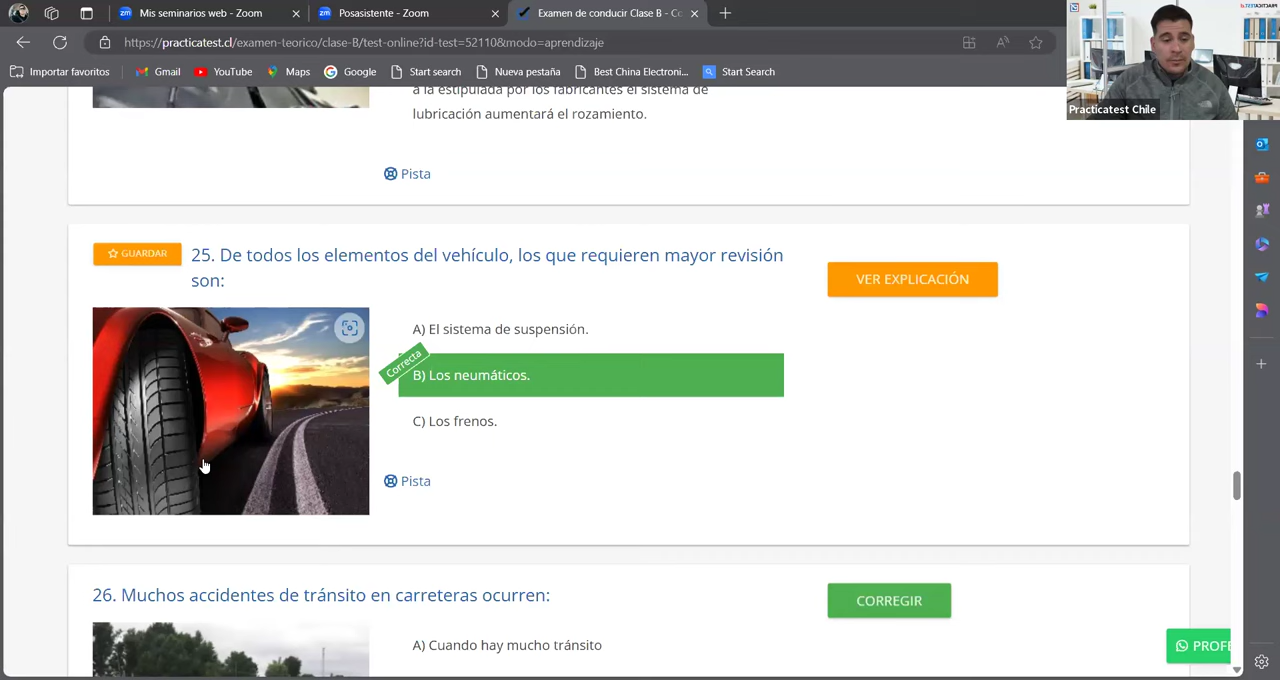 Mis seminarios web - Zoom
Posasistente - Zoom
Examen de conducir Clase B - Co
https://practicatest.cl/examen-teorico/clase-B/test-online?id-test=52110&modo=aprendizaje
Importar favoritos
Gmail
YouTube
Maps
Google
Start search
Nueva pestaña
Best China Electroni...
Start Search
Practicatest Chile
a la estipulada por los fabricantes el sistema de
lubricación aumentará el rozamiento.
Pista
GUARDAR
25. De todos los elementos del vehículo, los que requieren mayor revisión
son:
VER EXPLICACIÓN
A) El sistema de suspensión.
Correcta
B) Los neumáticos.
C) Los frenos.
Pista
26. Muchos accidentes de tránsito en carreteras ocurren:
CORREGIR
A) Cuando hay mucho tránsito
PROFE